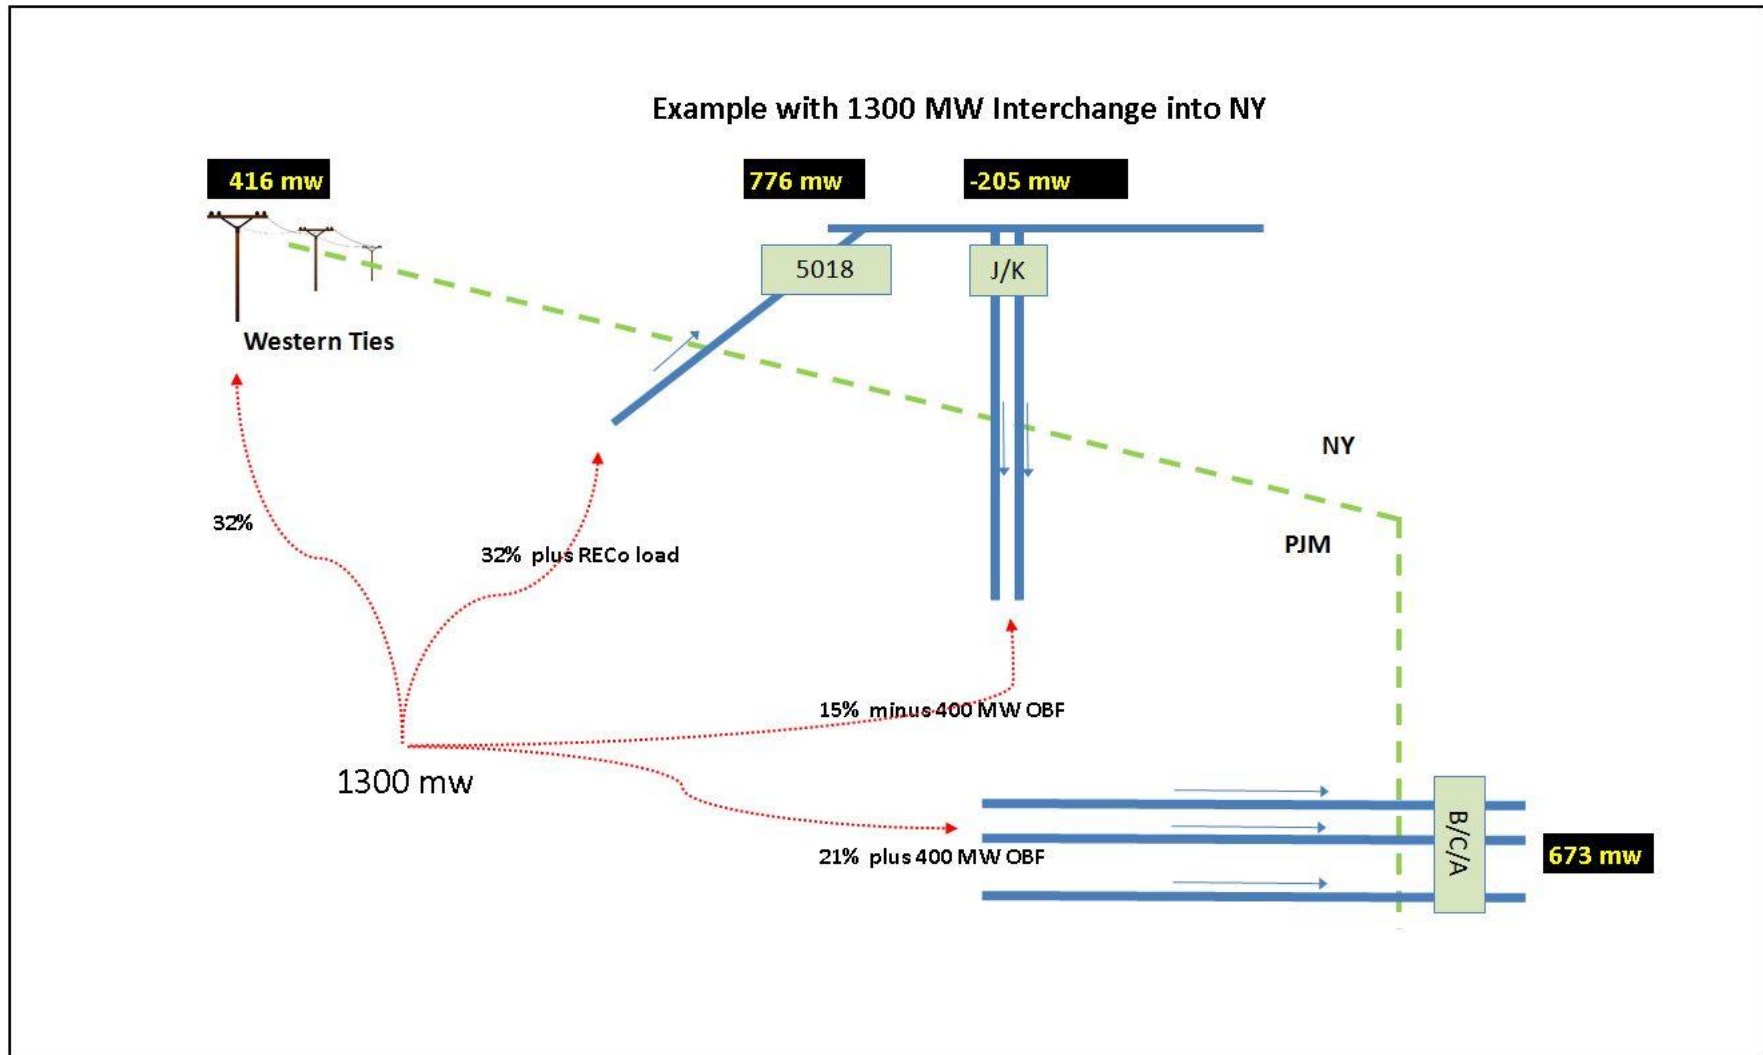 Example with 1300 MW Interchange into NY
416 mw
776 mw
-205 mw
5018
J/K
Western Ties
NY
32%
PJM
32% plus RECo load
15% minus 400 MW OBF
1300 mw
B/C/A
21% plus 400 MW OBF
673 mw